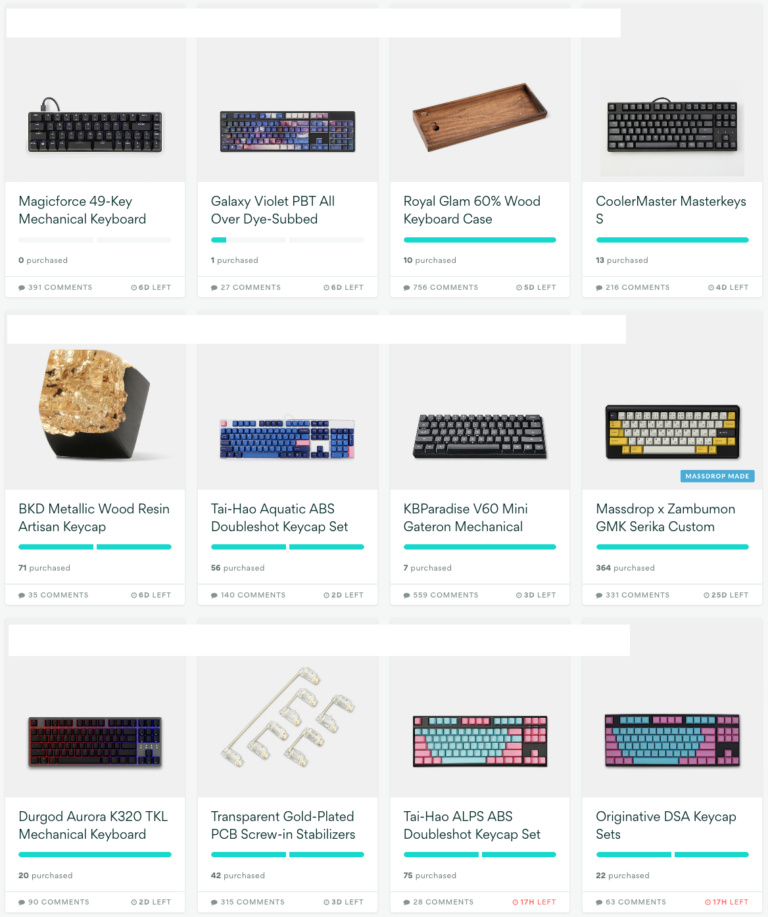 Magicforce 49-Key
Mechanical Keyboard
0 purchased
391 COMMENTS 6D LEFT
Galaxy Violet PBT All
Over Dye-Subbed
1 purchased
27 COMMENTS 6D LEFT
Royal Glam 60% Wood
Keyboard Case
10 purchased
756 COMMENTS 5D LEFT
CoolerMaster Masterkeys
S
13 purchased
216 COMMENTS 4D LEFT
BKD Metallic Wood Resin
Artisan Keycap
71 purchased
35 COMMENTS 6D LEFT
Tai-Hao Aquatic ABS
Doubleshot Keycap Set
56 purchased
140 COMMENTS 2D LEFT
KBParadise V60 Mini
Gateron Mechanical
7 purchased
559 COMMENTS 3D LEFT
MASSDROP MADE
Massdrop x Zambumon
GMK Serika Custom
364 purchased
331 COMMENTS 25D LEFT
Durgod Aurora K320 TKL
Mechanical Keyboard
20 purchased
90 COMMENTS 2D LEFT
Transparent Gold-Plated
PCB Screw-in Stabilizers
42 purchased
315 COMMENTS 3D LEFT
Tai-Hao ALPS ABS
Doubleshot Keycap Set
75 purchased
28 COMMENTS 17H LEFT
Originative DSA Keycap
Sets
22 purchased
63 COMMENTS 17H LEFT